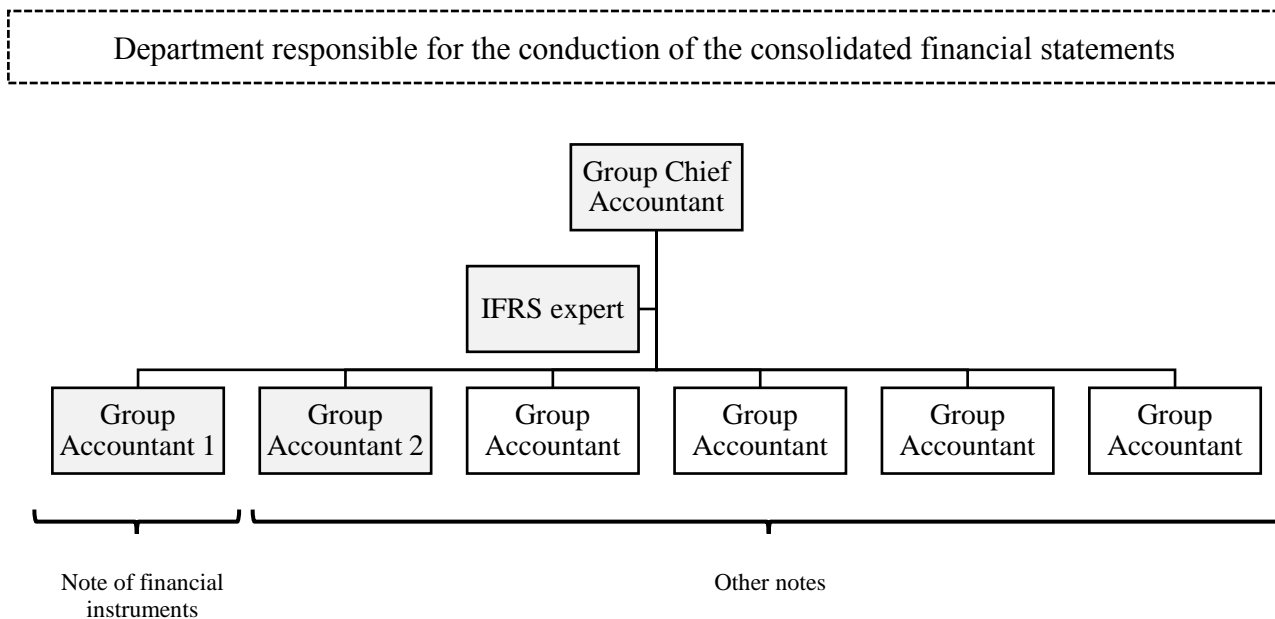 Department responsible for the conduction of the consolidated financial statements
Group Chief
Accountant
IFRS expert
Group
Accountant 1
Group
Accountant 2
Group
Accountant
Group
Accountant
Group
Accountant
Group
Accountant
Note of financial
instruments
Other notes